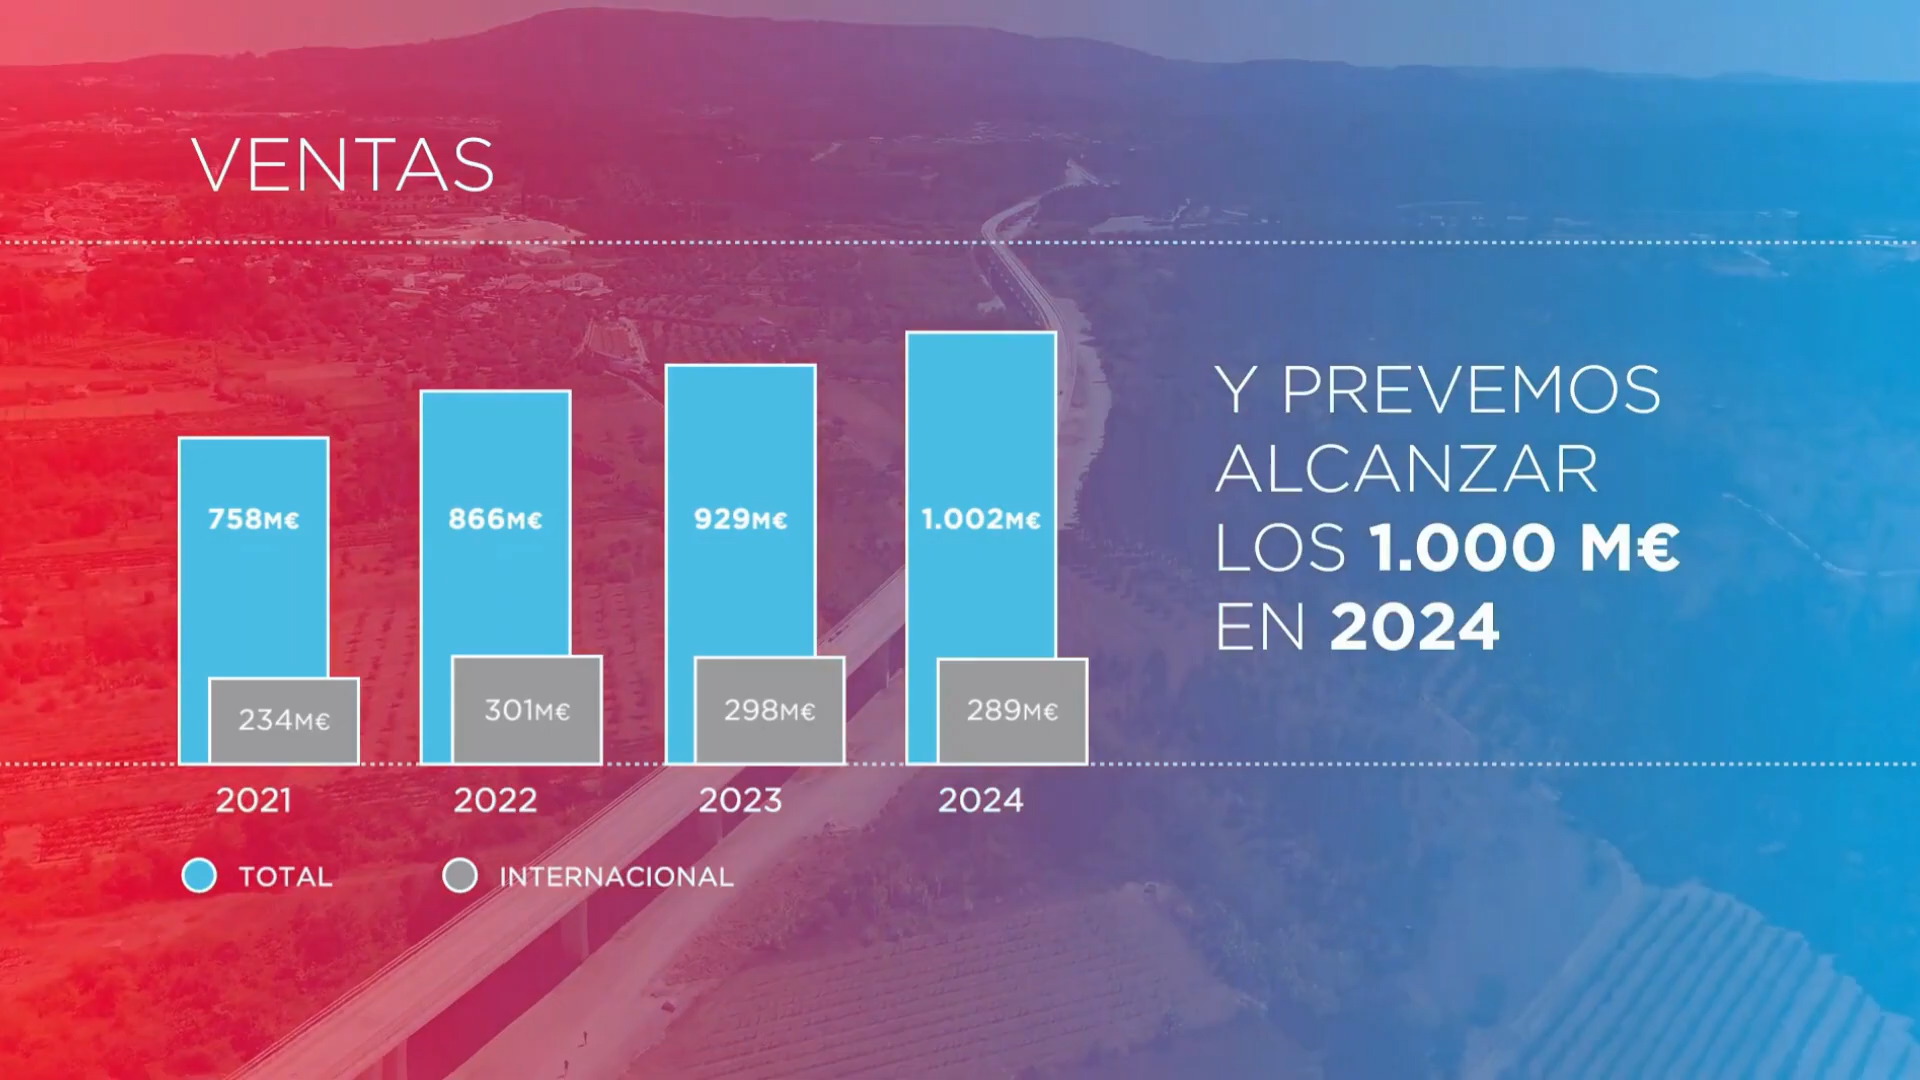 VENTAS
758M€
866M€
929M€
1.002M€
234M€
301M€
298M€
289M€
2021
2022
2023
2024
TOTAL
INTERNACIONAL
Y PREVEMOS
ALCANZAR
LOS 1.000 M€
EN 2024